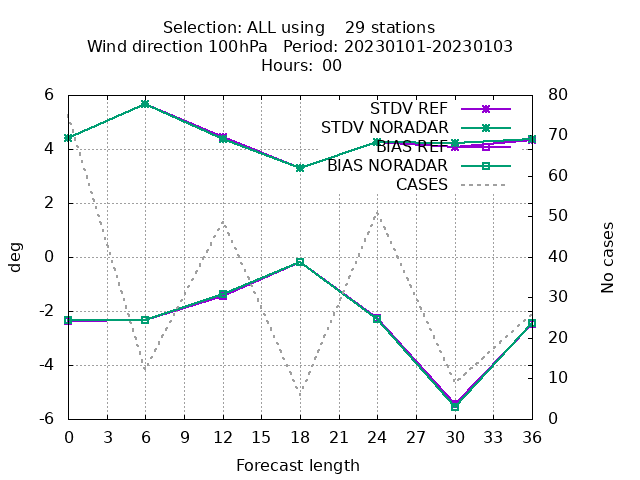 Selection: ALL using    29 stations
Wind direction 100hPa   Period: 20230101-20230103
Hours: 00
STDV REF
STDV NORADAR
BIAS REF
BIAS NORADAR
CASES
6
4
2
0
-2
-4
-6
deg
80
70
60
50
40
30
20
10
0
No cases
0 3 6 9 12 15 18 21 24 27 30 33 36
Forecast length